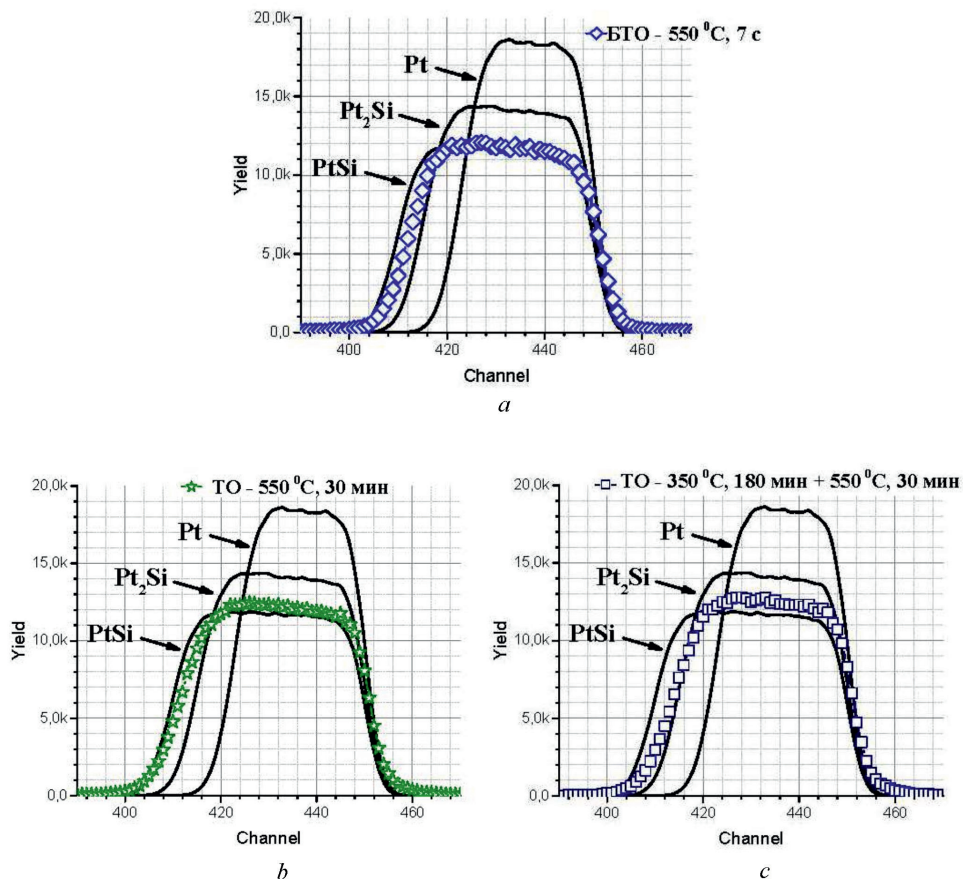 20,0k
БТО - 550 ⁰C, 7 с
Pt
15,0k
Pt₂Si
PtSi
10,0k
Yield
5,0k
0,0
400 420 440 460
Channel
a
20,0k
ТО - 550 ⁰C, 30 мин
Pt
15,0k
Pt₂Si
PtSi
10,0k
Yield
5,0k
0,0
400 420 440 460
Channel
b
20,0k
ТО - 350 ⁰C, 180 мин + 550 ⁰C, 30 мин
Pt
15,0k
Pt₂Si
PtSi
10,0k
Yield
5,0k
0,0
400 420 440 460
Channel
c